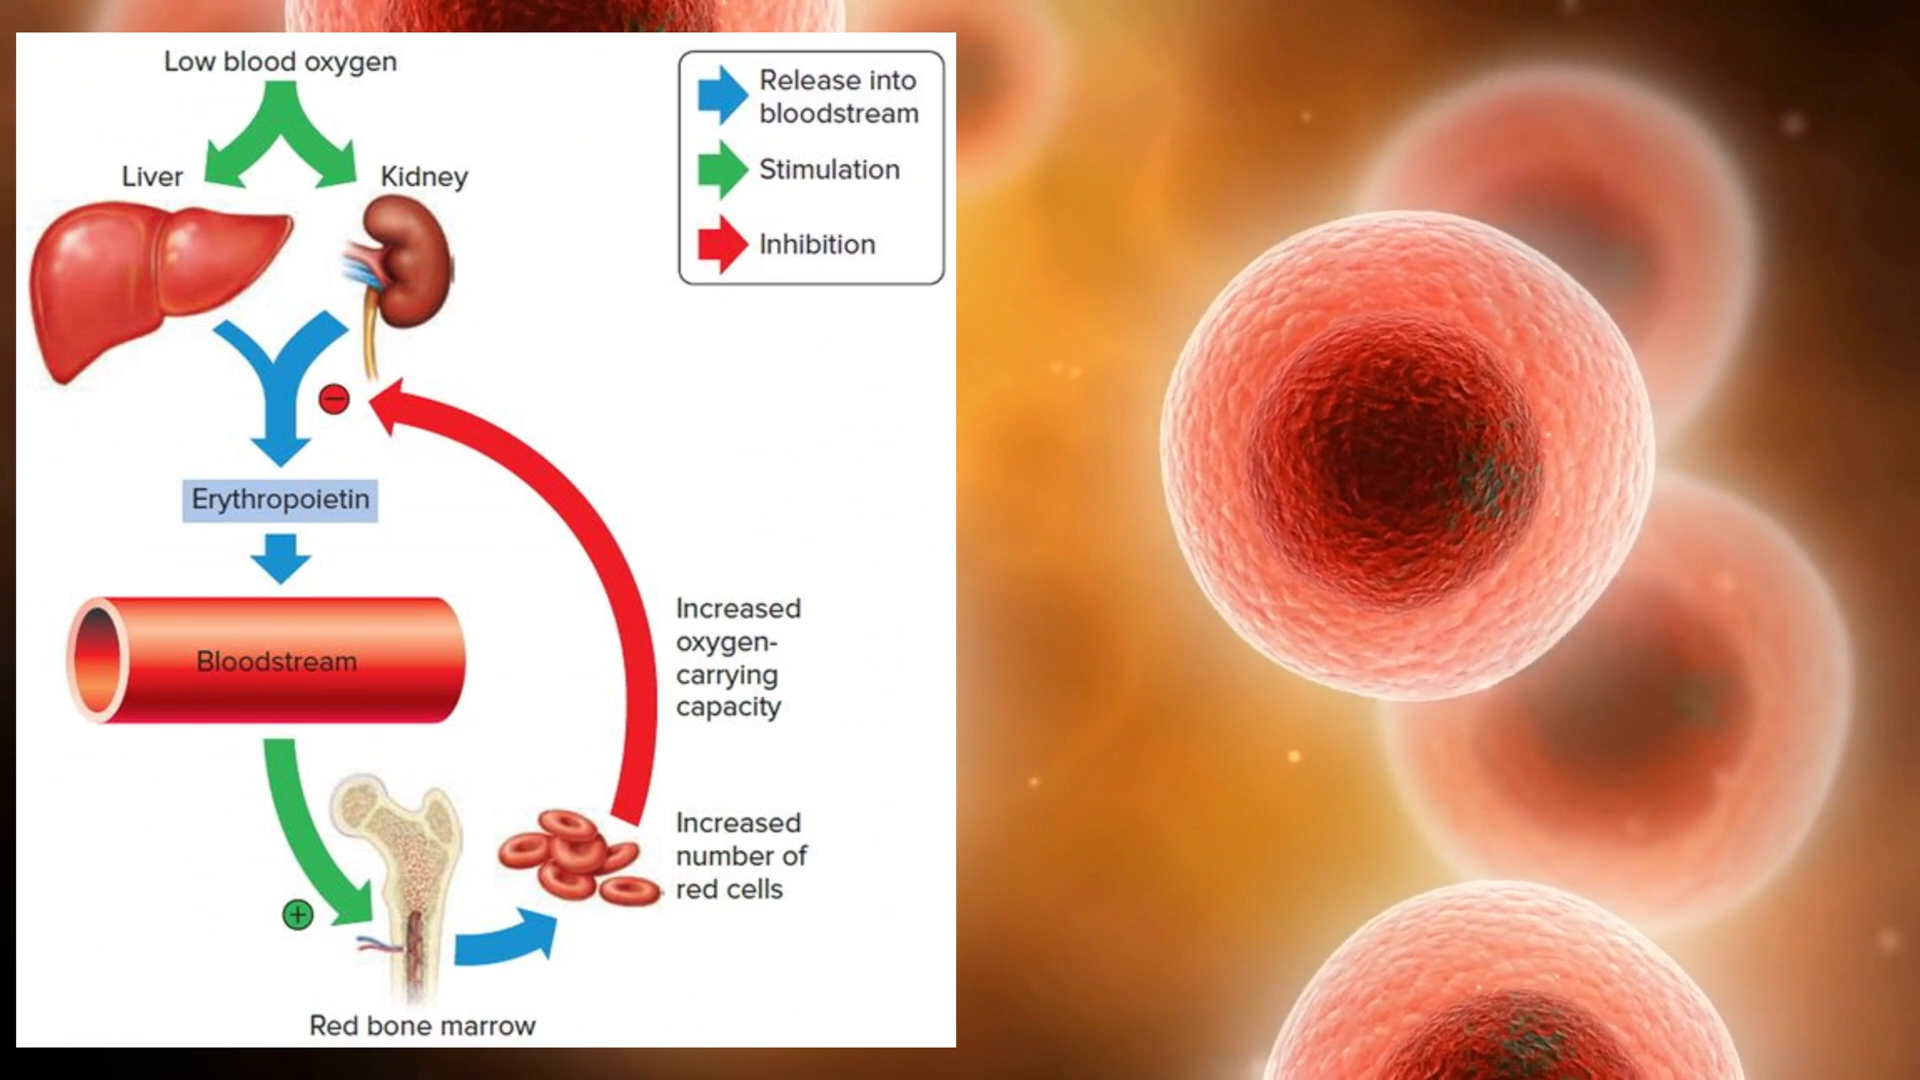 Low blood oxygen
Liver
Kidney
Release into
bloodstream
Stimulation
Inhibition
Erythropoietin
Bloodstream
Increased
oxygen-
carrying
capacity
Increased
number of
red cells
Red bone marrow